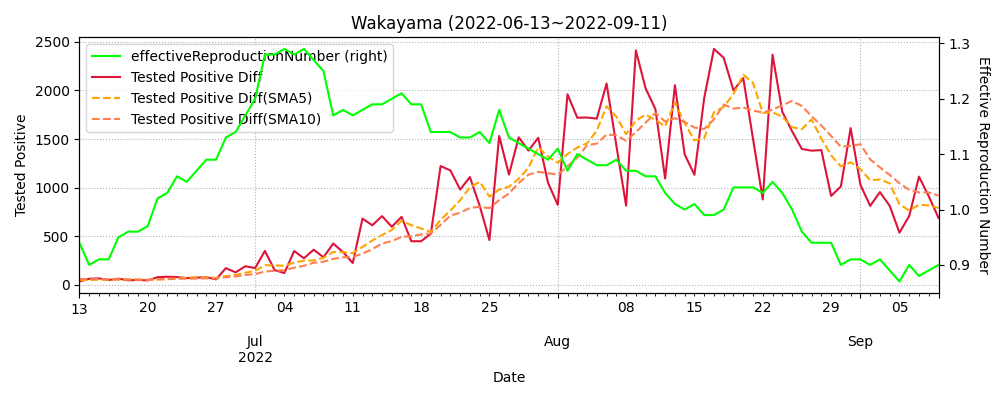 Wakayama (2022-06-13~2022-09-11)
effectiveReproductionNumber (right)
Tested Positive Diff
Tested Positive Diff(SMA5)
Tested Positive Diff(SMA10)
Tested Positive
2500
2000
1500
1000
500
0
1.3
1.2
1.1
1.0
0.9
Effective Reproduction Number
13 20 27 04 11 18 25 08 15 22 29 05
Jul Aug Sep
2022
Date